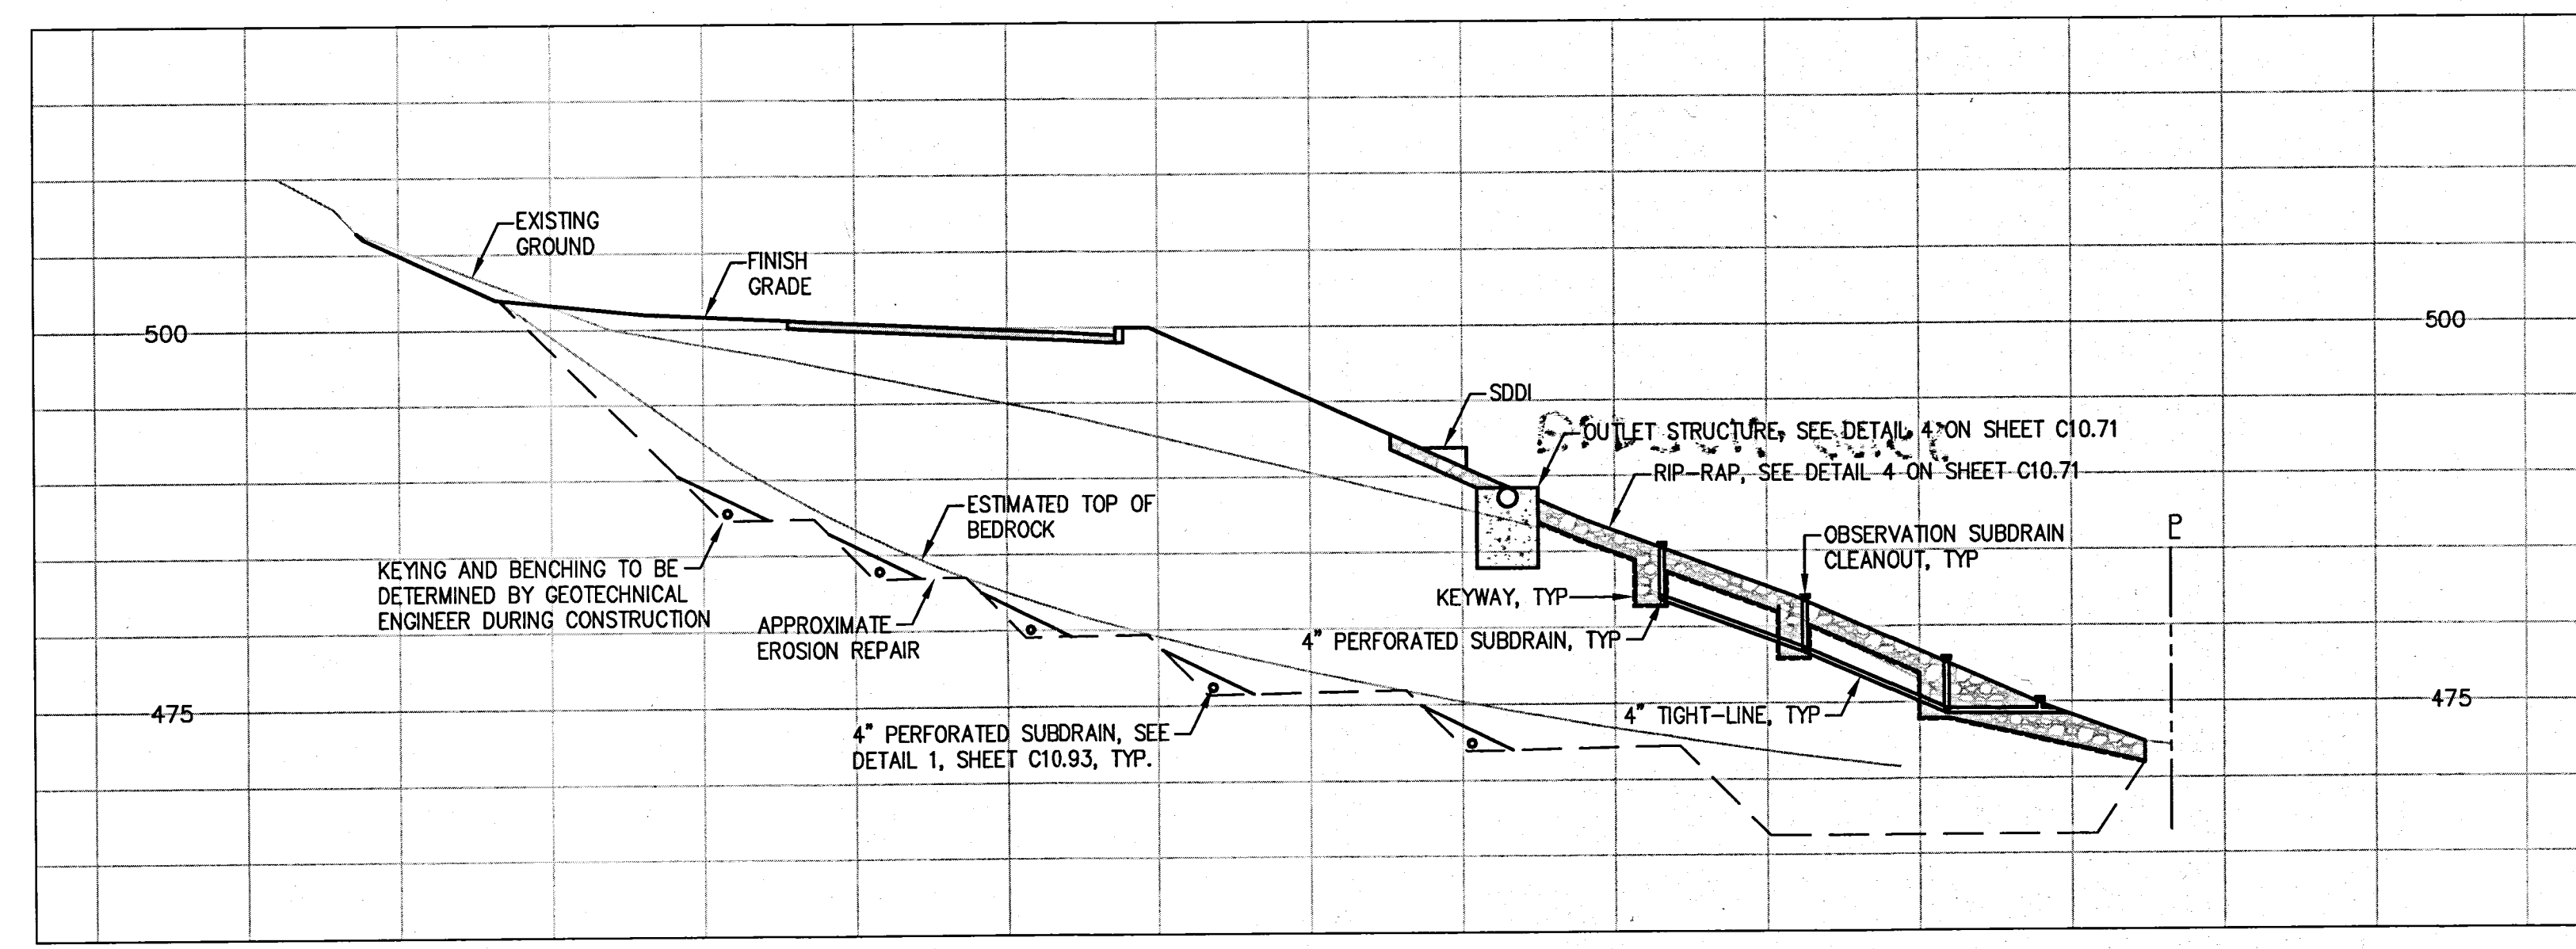 EXISTING
GROUND
FINISH
GRADE
500
500
SDDI
OUTLET STRUCTURE, SEE DETAIL 4 ON SHEET C10.71
RIP-RAP, SEE DETAIL 4 ON SHEET C10.71
ESTIMATED TOP OF
BEDROCK
OBSERVATION SUBDRAIN
CLEANOUT, TYP
KEYING AND BENCHING TO BE
DETERMINED BY GEOTECHNICAL
ENGINEER DURING CONSTRUCTION
APPROXIMATE
EROSION REPAIR
KEYWAY, TYP
4" PERFORATED SUBDRAIN, TYP
475
475
4" TIGHT-LINE, TYP
4" PERFORATED SUBDRAIN, SEE
DETAIL 1, SHEET C10.93, TYP.